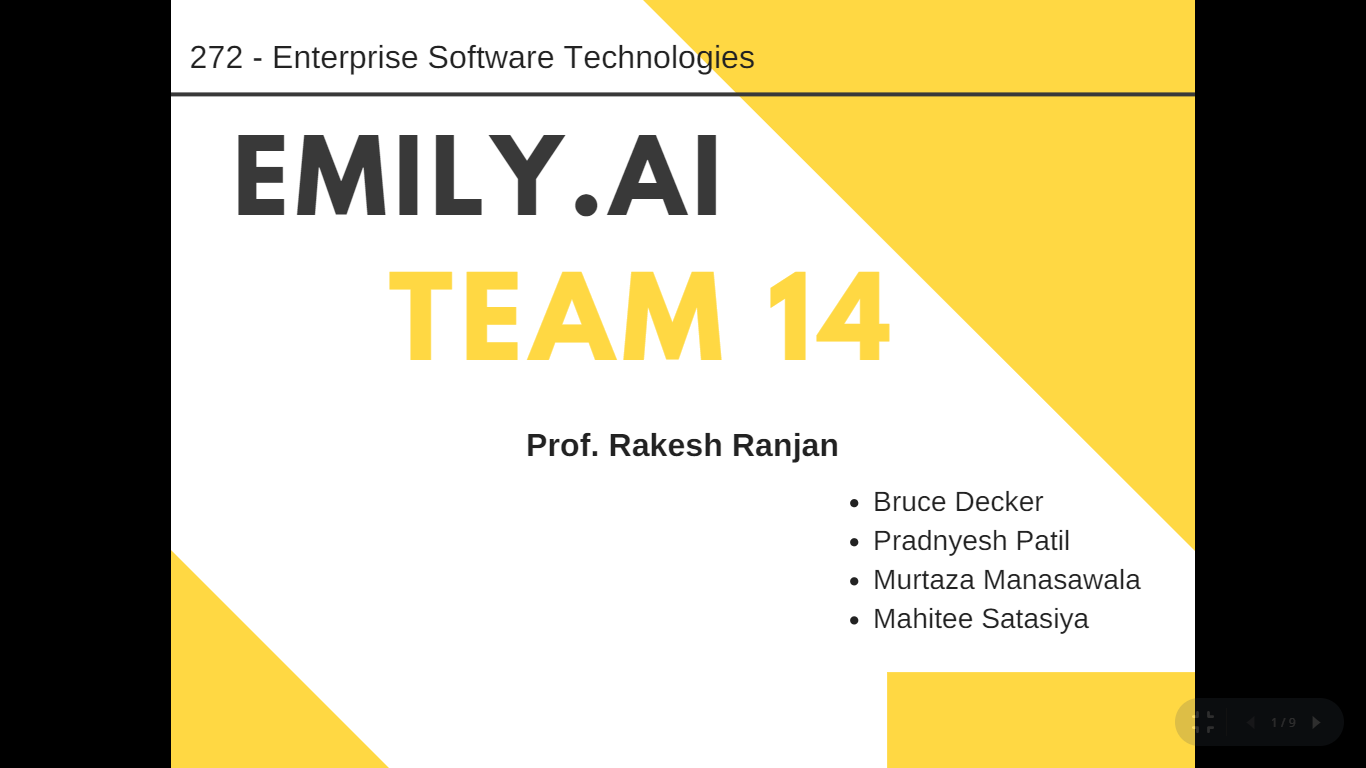 272 - Enterprise Software Technologies
EMILY.AI
TEAM 14
Prof. Rakesh Ranjan
• Bruce Decker
• Pradnyesh Patil
• Murtaza Manasawala
• Mahitee Satasiya
1 / 9